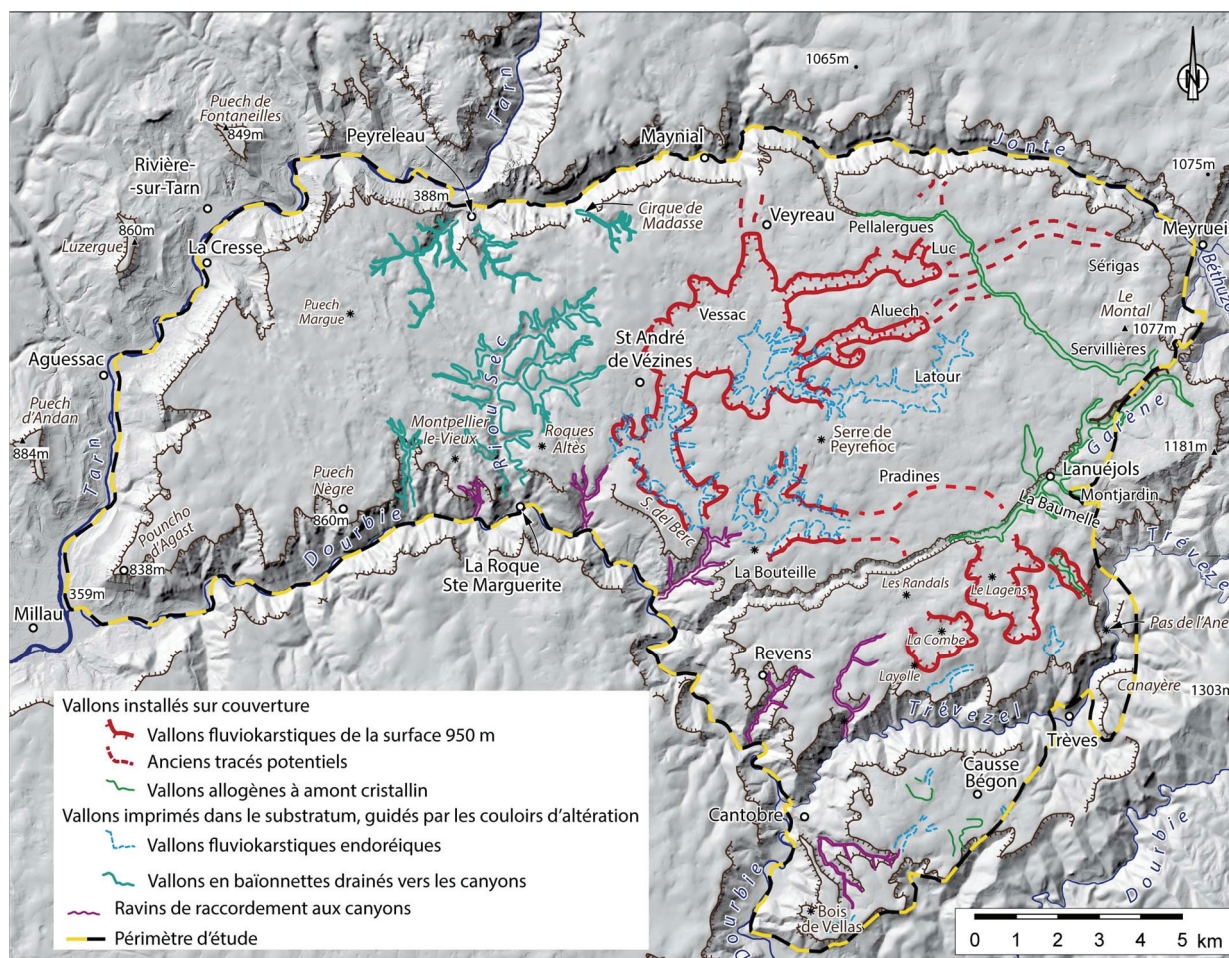 1065m
N
Puech de
Fontaneilles
849m
Tarn
Peyreleau
Maynial
Jonte
1075m
Rivière-
-sur-Tarn
388m
Cirque de
Madasse
Veyreau
Pellalergues
Meyruei
Luzergue
860m
La Cresse
Luc
Sérigas
Béthuze
Puech
Margue
Vessac
Aluech
Le
Montal
1077m
Servillières
Aguessac
St André
de Vézines
Riou Sec
Latour
Puech
d'Andan
884m
Tarn
Montpellier
le-Vieux
Roques
Altès
Serre de
Peyrefioc
Garène
1181m
Lanuéjols
Puech
Nègre
860m
Pradines
Montjardin
La Baumelle
S. del Berc
Pouncho
d'Agast
838m
Dourbie
La Roque
Ste Marguerite
La Bouteille
Trévezel
Les Randals
Le Lagens
359m
Millau
La Combe
Pas de l'Ane
Revens
Layolle
Canayère
1303m
Trévezel
Trèves
Causse
Bégon
Cantobre
Dourbie
Dourbie
Bois
de Vellas
Vallons installés sur couverture
Vallons fluviokarstiques de la surface 950 m
Anciens tracés potentiels
Vallons allogènes à amont cristallin
Vallons imprimés dans le substratum, guidés par les couloirs d'altération
Vallons fluviokarstiques endoréiques
Vallons en baïonnettes drainés vers les canyons
Ravins de raccordement aux canyons
Périmètre d'étude
0 1 2 3 4 5 km